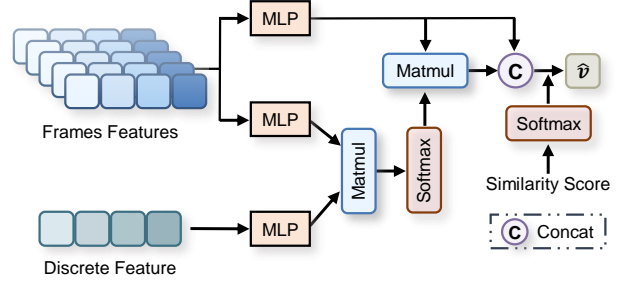 MLP
Frames Features
Matmul
C
v̂
MLP
Matmul
Softmax
Softmax
Similarity Score
MLP
Discrete Feature
C Concat